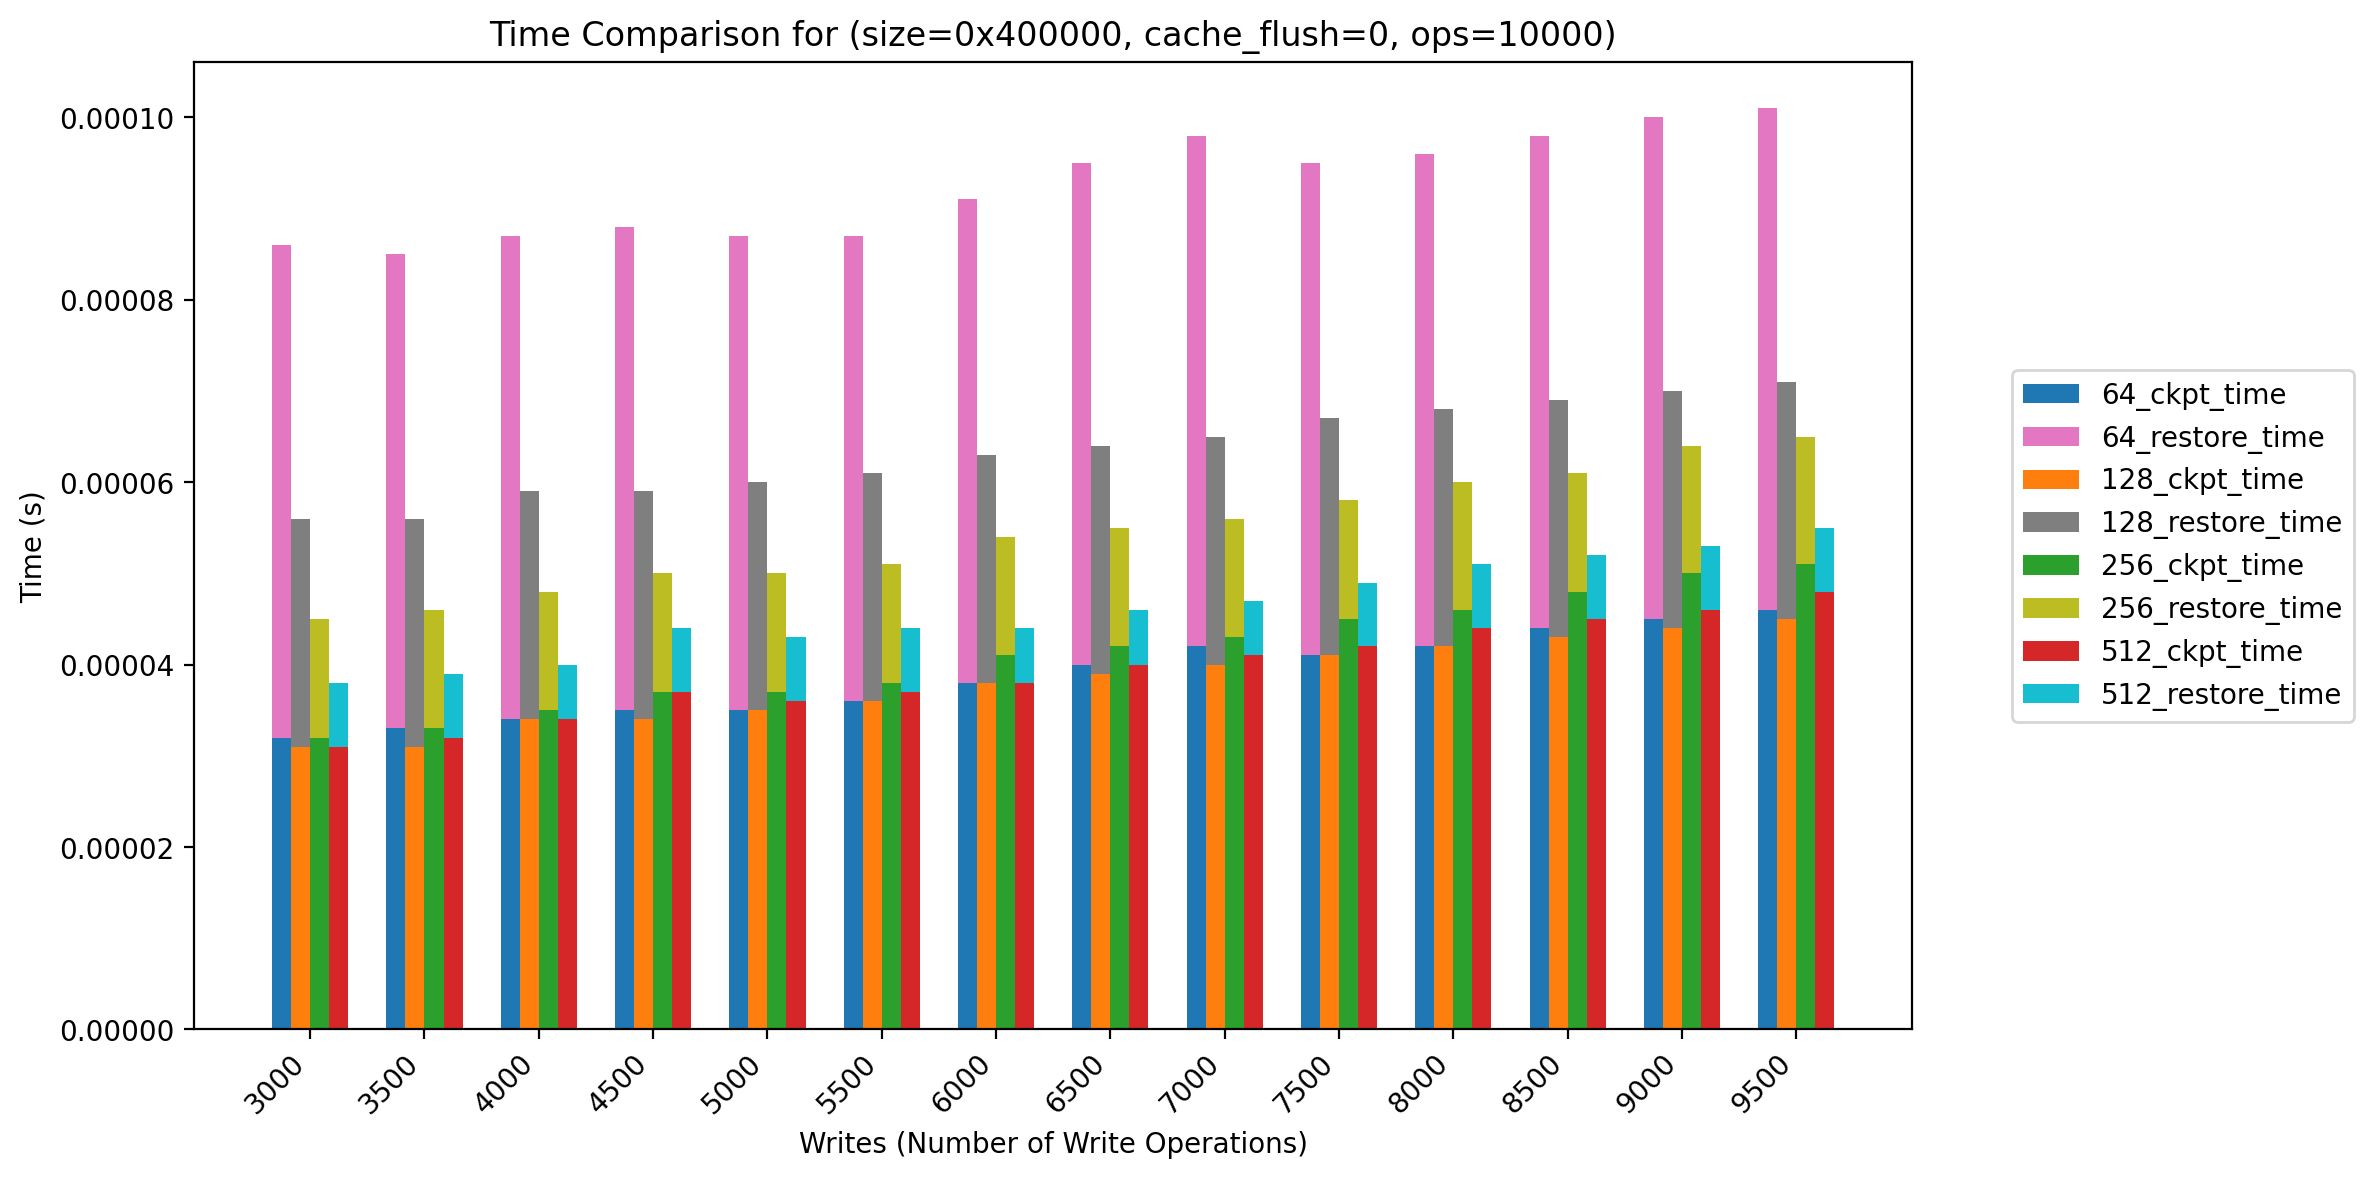 Time Comparison for (size=0x400000, cache_flush=0, ops=10000)
Time (s)
0.00010
0.00008
0.00006
0.00004
0.00002
0.00000
3000
3500
4000
4500
5000
5500
6000
6500
7000
7500
8000
8500
9000
9500
Writes (Number of Write Operations)
64_ckpt_time
64_restore_time
128_ckpt_time
128_restore_time
256_ckpt_time
256_restore_time
512_ckpt_time
512_restore_time